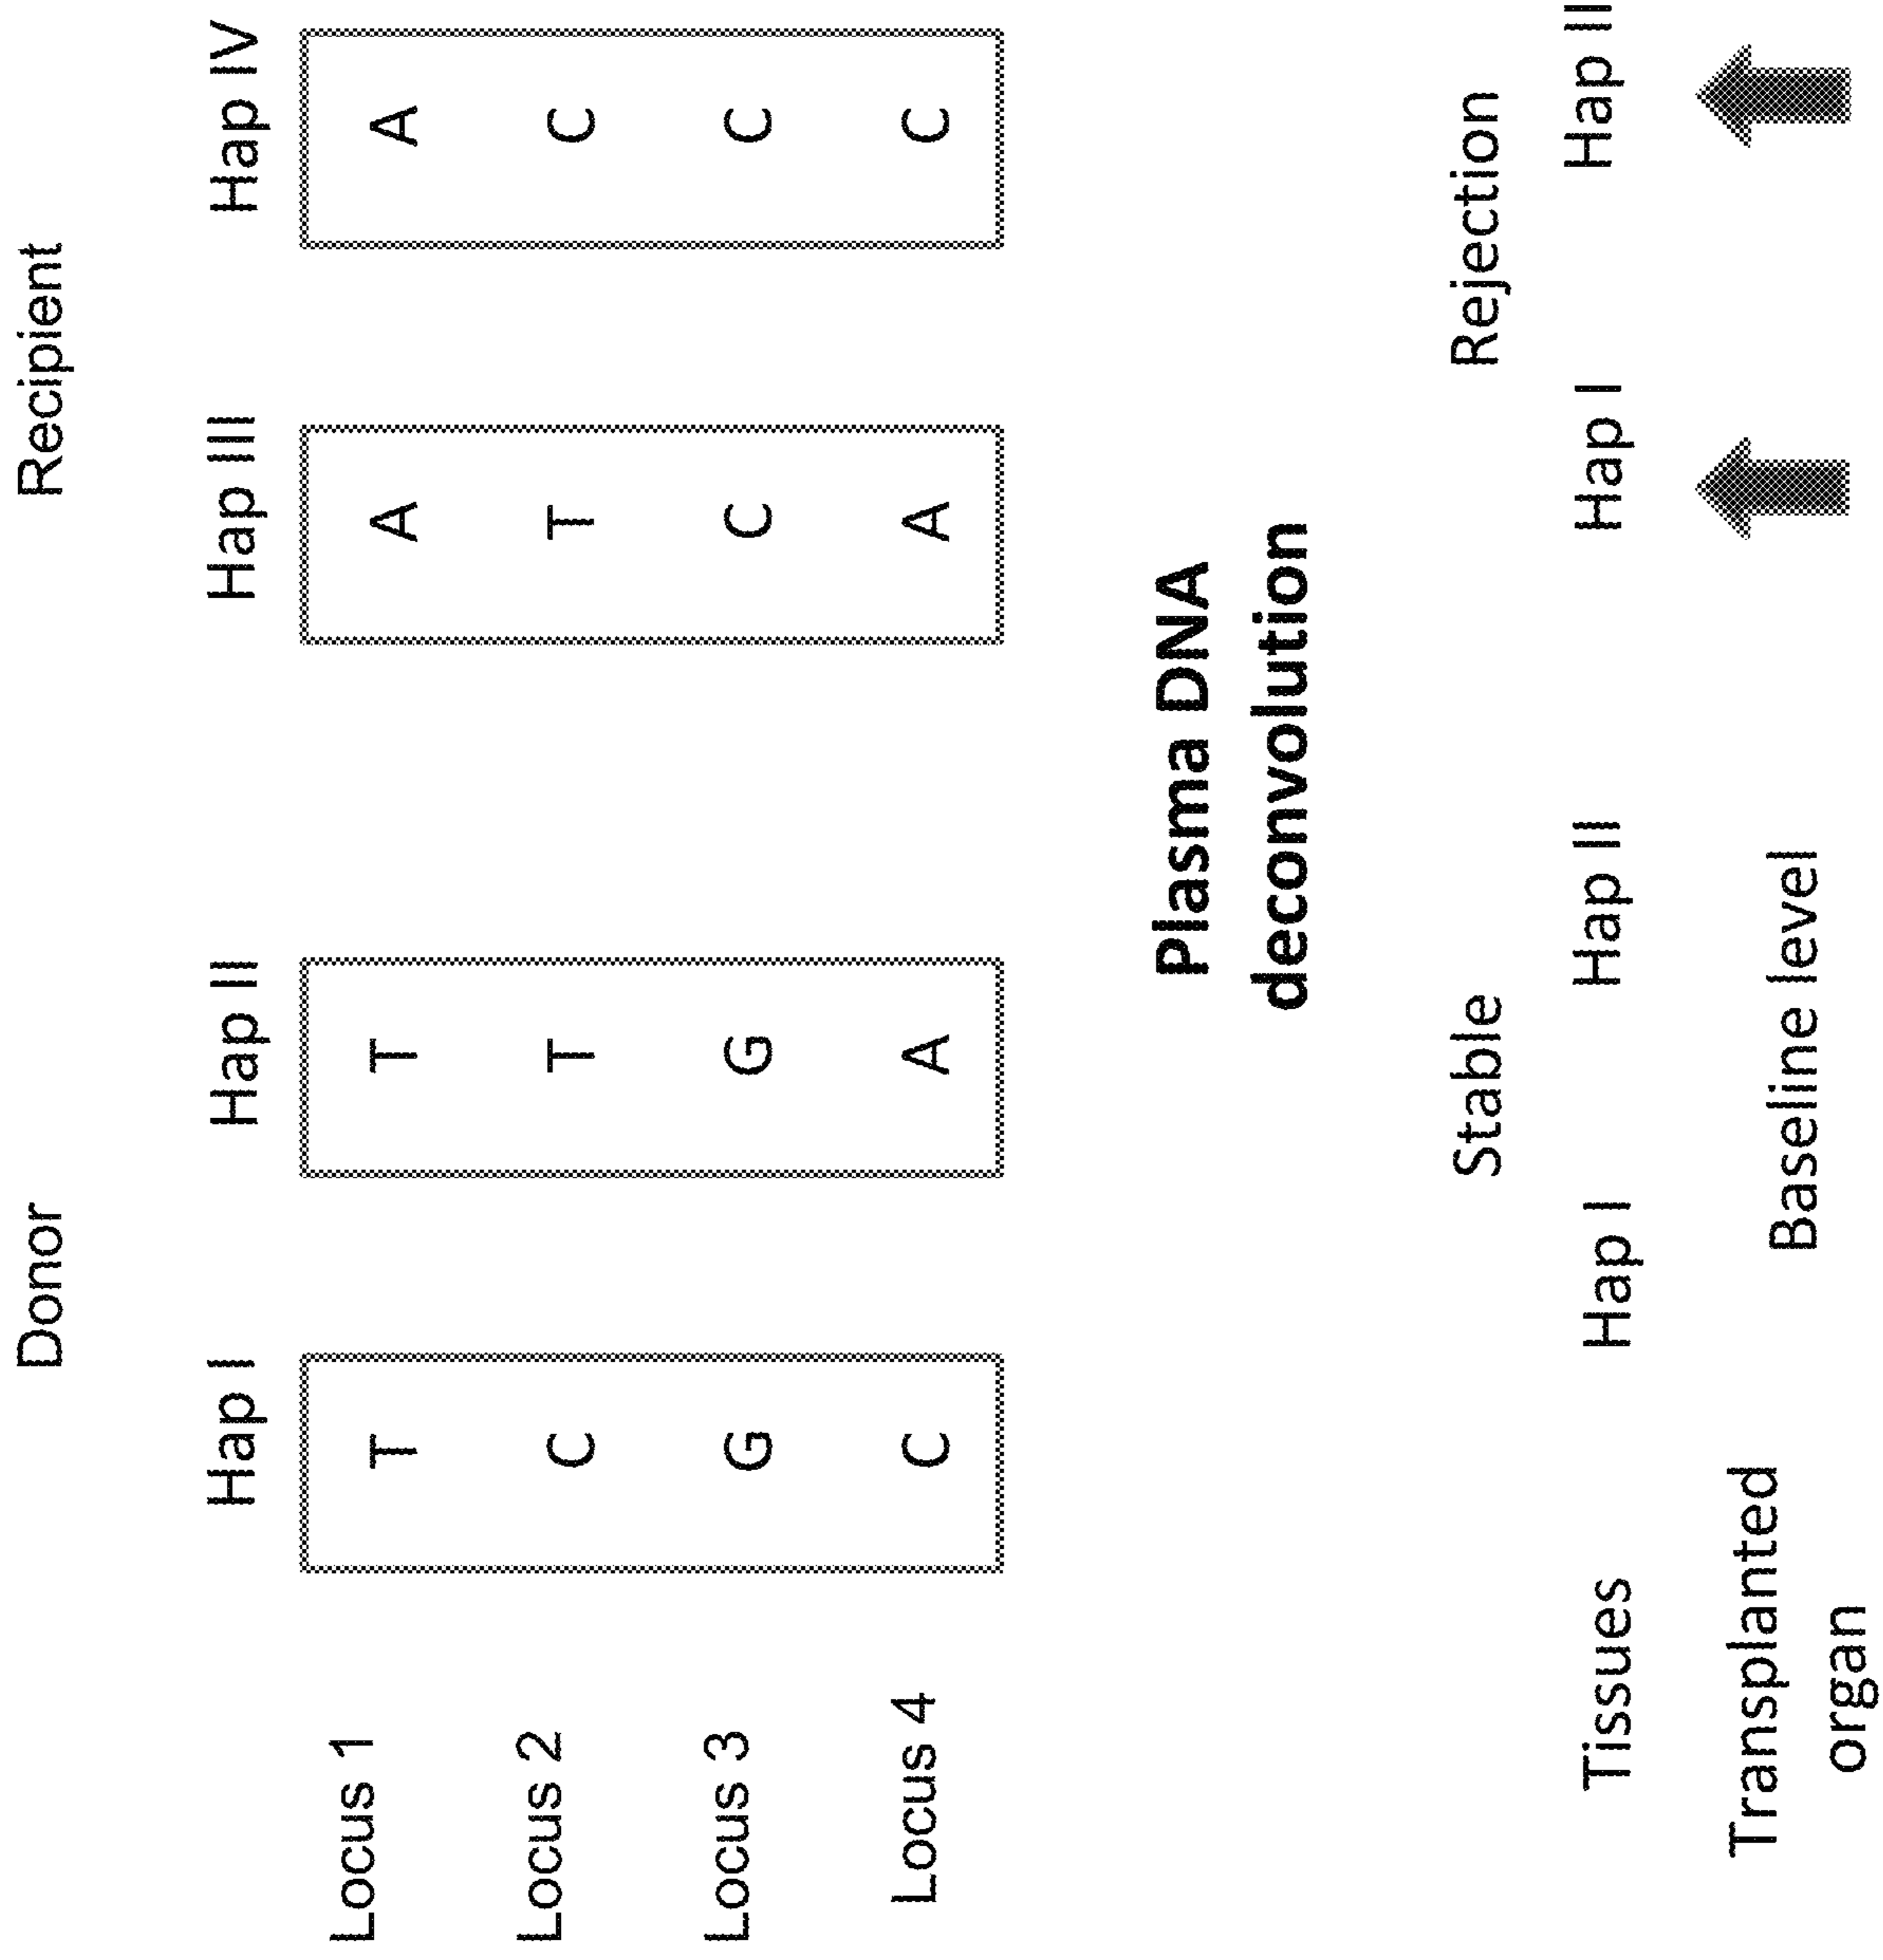 Donor Recipient
Hap I Hap II Hap III Hap IV
Locus 1 T T A A
Locus 2 C T T C
Locus 3 G G C C
Locus 4 C A A C
Plasma DNA
deconvolution
Stable Rejection
Tissues Hap I Hap II Hap I Hap II
Transplanted
organ
Baseline level